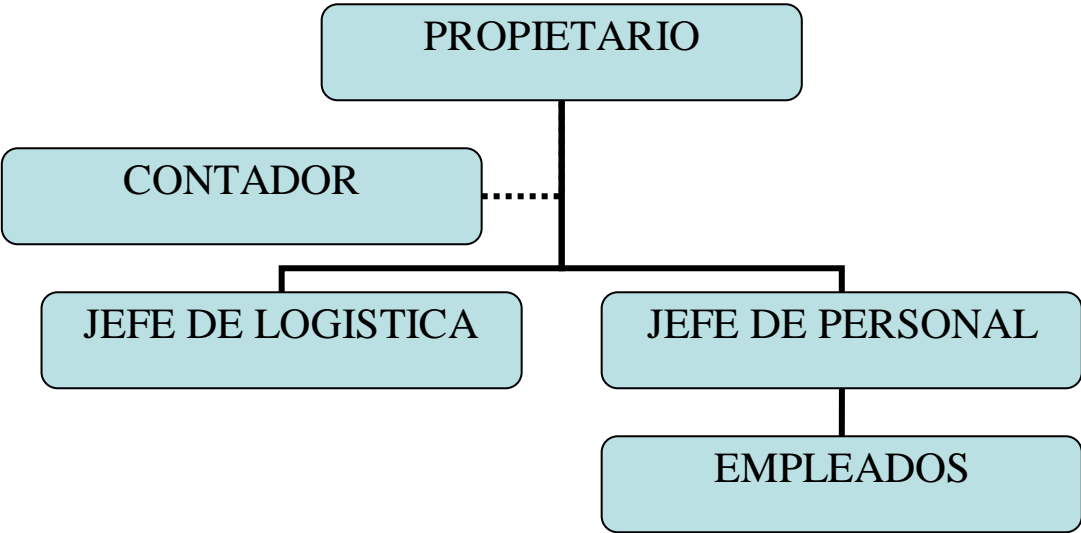 PROPIETARIO
CONTADOR
JEFE DE LOGISTICA
JEFE DE PERSONAL
EMPLEADOS